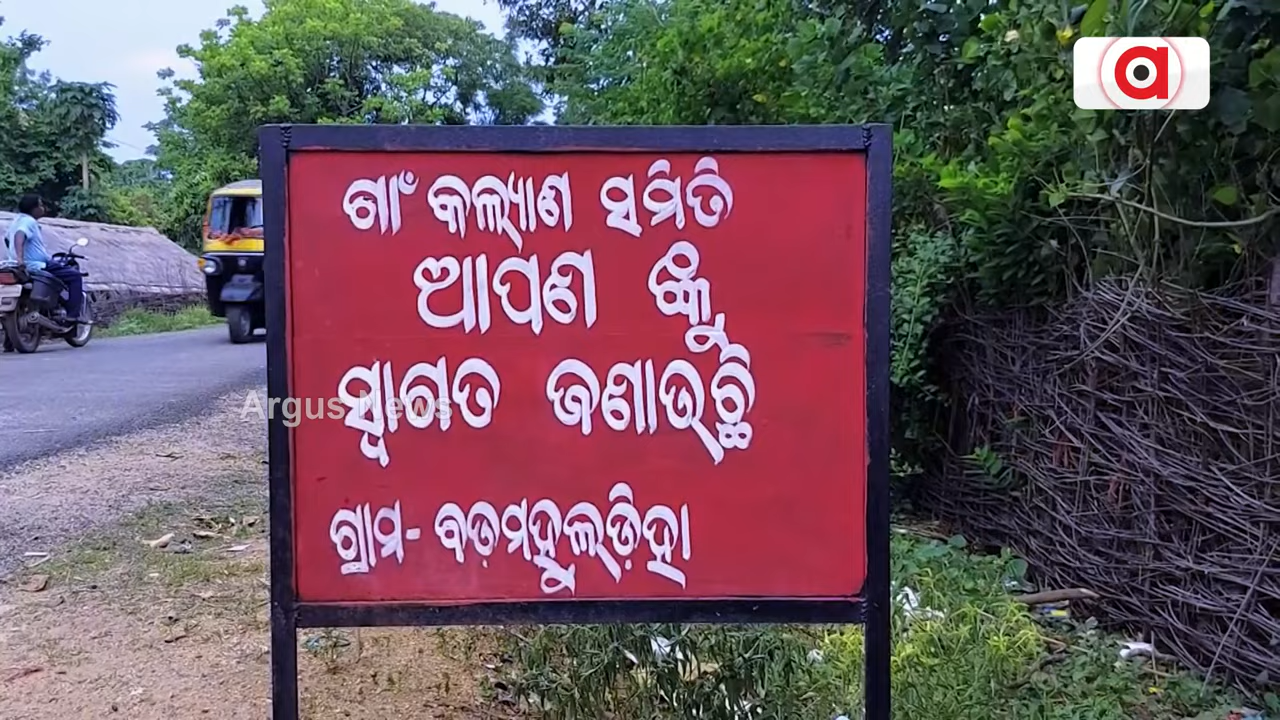 ଗାଁ କଲ୍ୟାଣ ସମିତି
ଆପଣ ଙ୍କୁ
ସ୍ୱାଗତ ଜଣାଉଛି
ଗ୍ରାମ- ବଡ଼ମହୁଲଡ଼ିହା
Argus News
a